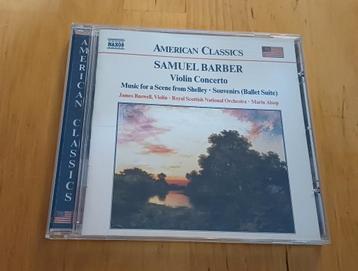 NAXOS
AMERICAN CLASSICS
SAMUEL BARBER
Violin Concerto
Music for a Scene from Shelley • Souvenirs (Ballet Suite)
James Buswell, Violin • Royal Scottish National Orchestra • Marin Alsop
AMERICAN CLASSICS